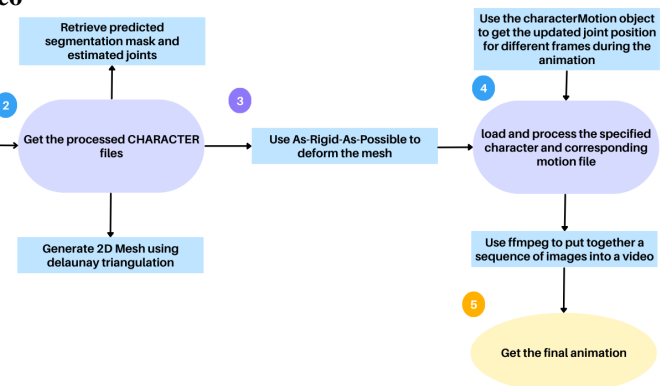 Retrieve predicted
segmentation mask and
estimated joints
Use the characterMotion object
to get the updated joint position
for different frames during the
animation
2
3
4
Get the processed CHARACTER
files
Use As-Rigid-As-Possible to
deform the mesh
load and process the specified
character and corresponding
motion file
Generate 2D Mesh using
delaunay triangulation
Use ffmpeg to put together a
sequence of images into a video
5
Get the final animation